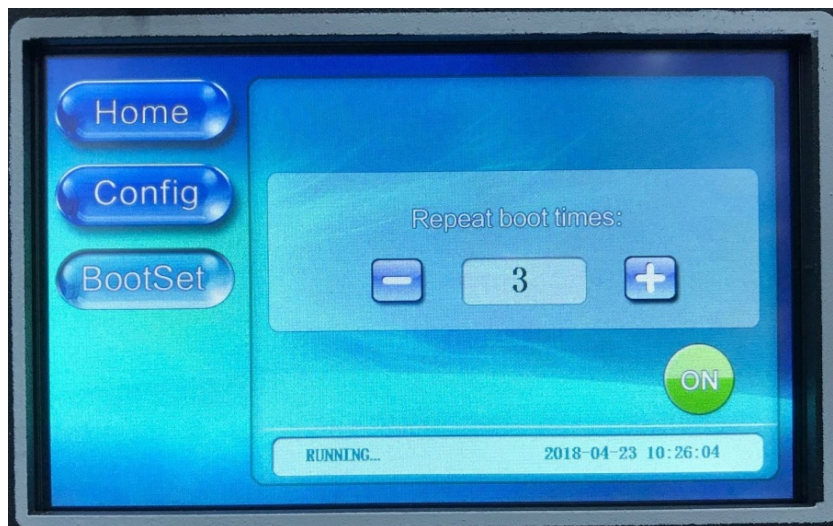 Home
Config
BootSet
Repeat boot times:
3
ON
RUNNING... 2018-04-23 10:26:04